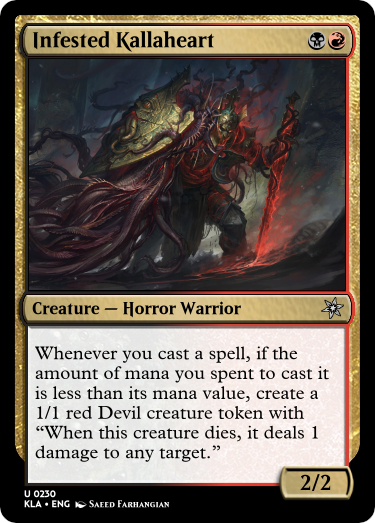 Infested Kallaheart
Creature — Horror Warrior
Whenever you cast a spell, if the
amount of mana you spent to cast it
is less than its mana value, create a
1/1 red Devil creature token with
“When this creature dies, it deals 1
damage to any target.”
2/2
U 0230
KLA • ENG Saeed Farhangian